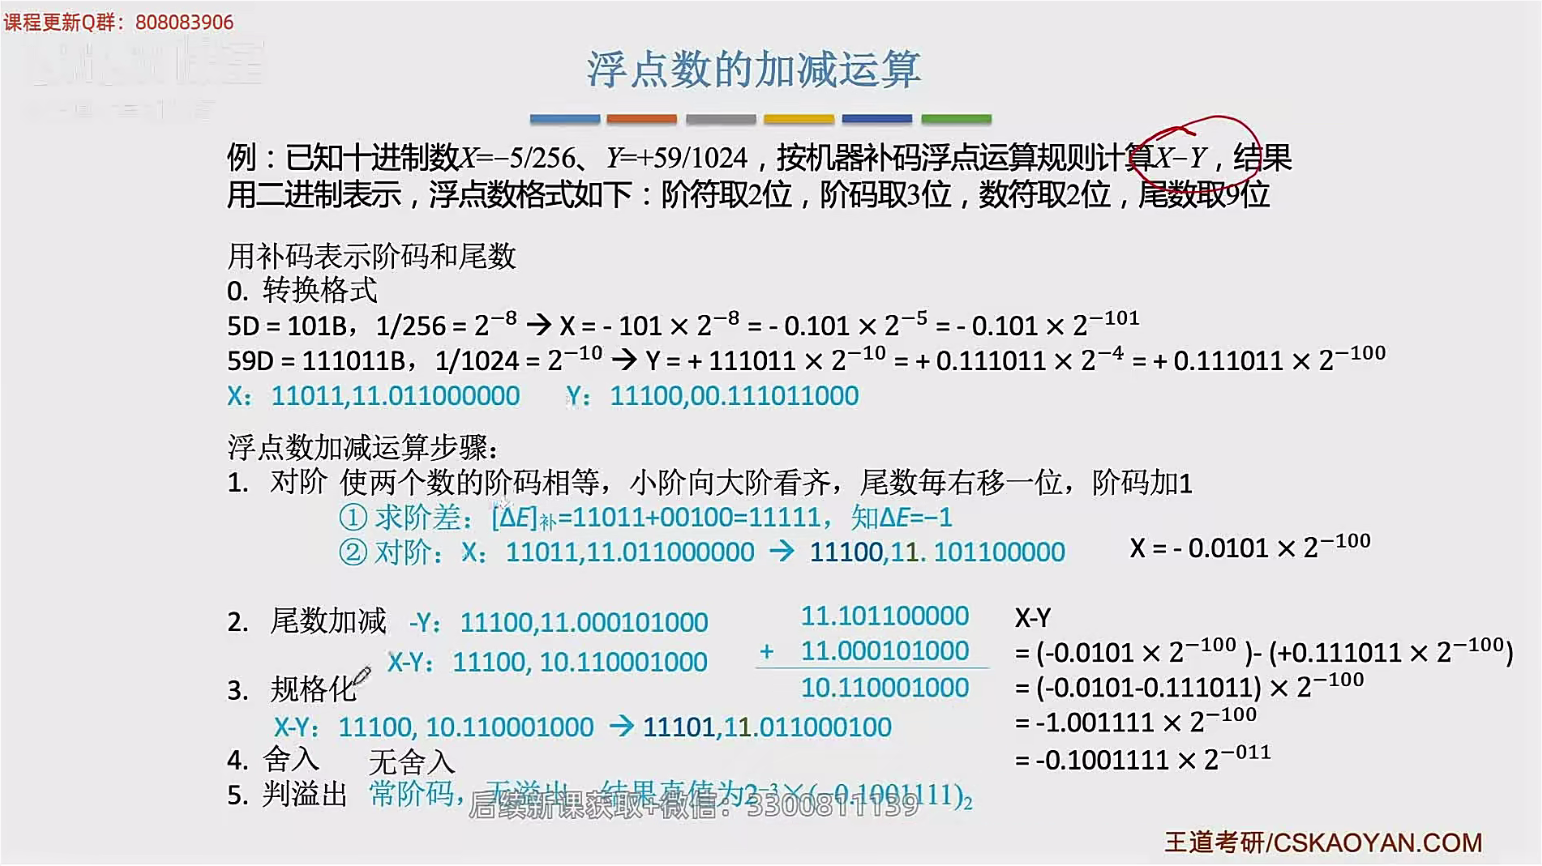 课程更新Q群：808083906
浮点数的加减运算
例：已知十进制数X=−5/256、Y=+59/1024，按机器补码浮点运算规则计算X−Y，结果
用二进制表示，浮点数格式如下：阶符取2位，阶码取3位，数符取2位，尾数取9位
用补码表示阶码和尾数
0. 转换格式
5D = 101B，1/256 = 2⁻⁸ → X = - 101 × 2⁻⁸ = - 0.101 × 2⁻⁵ = - 0.101 × 2⁻¹⁰¹
59D = 111011B，1/1024 = 2⁻¹⁰ → Y = + 111011 × 2⁻¹⁰ = + 0.111011 × 2⁻⁴ = + 0.111011 × 2⁻¹⁰⁰
X：11011,11.011000000 Y：11100,00.111011000
浮点数加减运算步骤：
1. 对阶 使两个数的阶码相等，小阶向大阶看齐，尾数每右移一位，阶码加1
① 求阶差：[ΔE]补=11011+00100=11111，知ΔE=−1
② 对阶：X：11011,11.011000000 → 11100,11. 101100000 X = - 0.0101 × 2⁻¹⁰⁰
2. 尾数加减 -Y：11100,11.000101000
X-Y：11100, 10.110001000
11.101100000
+ 11.000101000
10.110001000
X-Y
= (-0.0101 × 2⁻¹⁰⁰ )- (+0.111011 × 2⁻¹⁰⁰)
= (-0.0101-0.111011) × 2⁻¹⁰⁰
= -1.001111 × 2⁻¹⁰⁰
= -0.1001111 × 2⁻⁰¹¹
3. 规格化
X-Y：11100, 10.110001000 → 11101,11.011000100
4. 舍入 无舍入
5. 判溢出 常阶码，无溢出，结果真值为2⁻³×(−0.1001111)₂
后续新课获取+微信：3300811139
王道考研/CSKAOYAN.COM